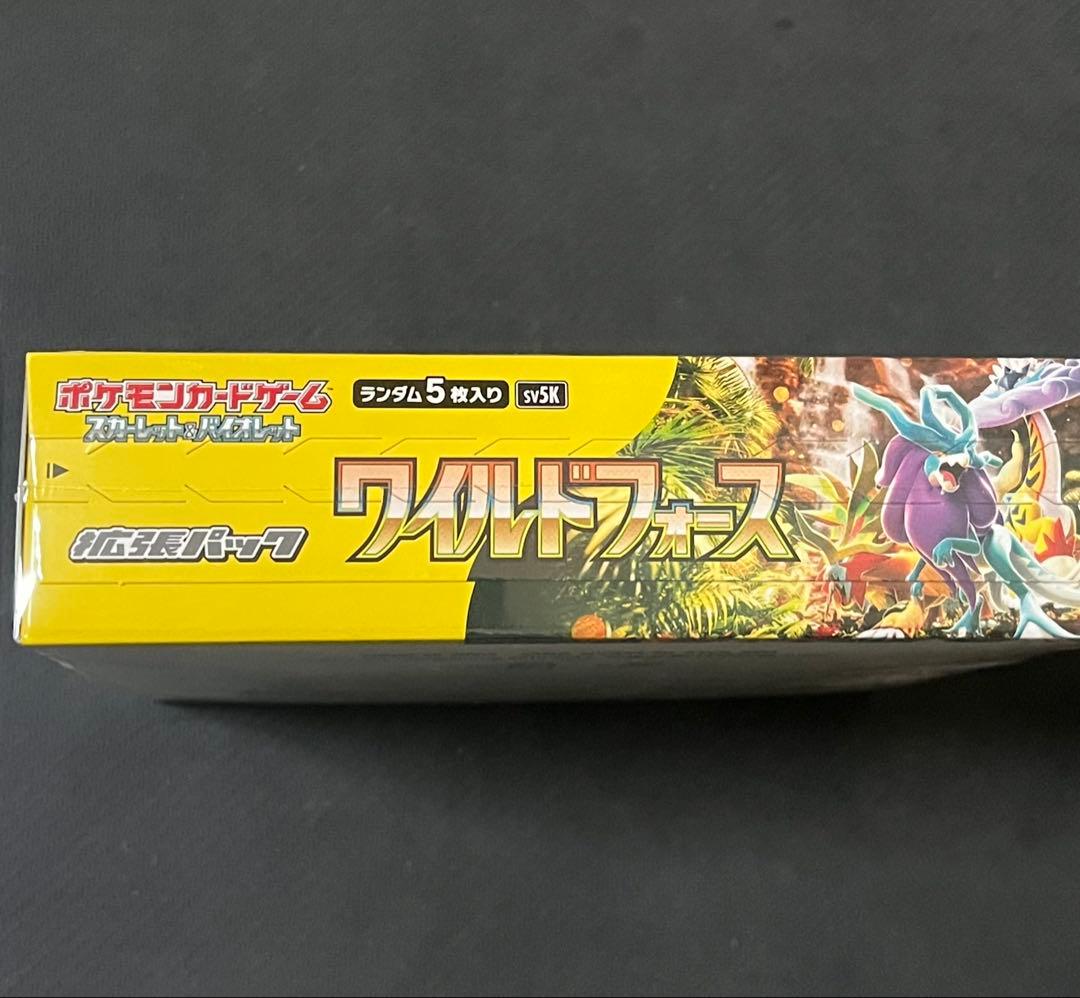 ポケモンカードゲーム
スカーレット&バイオレット
ランダム5枚入り SV5K
ワイルドフォース
拡張パック